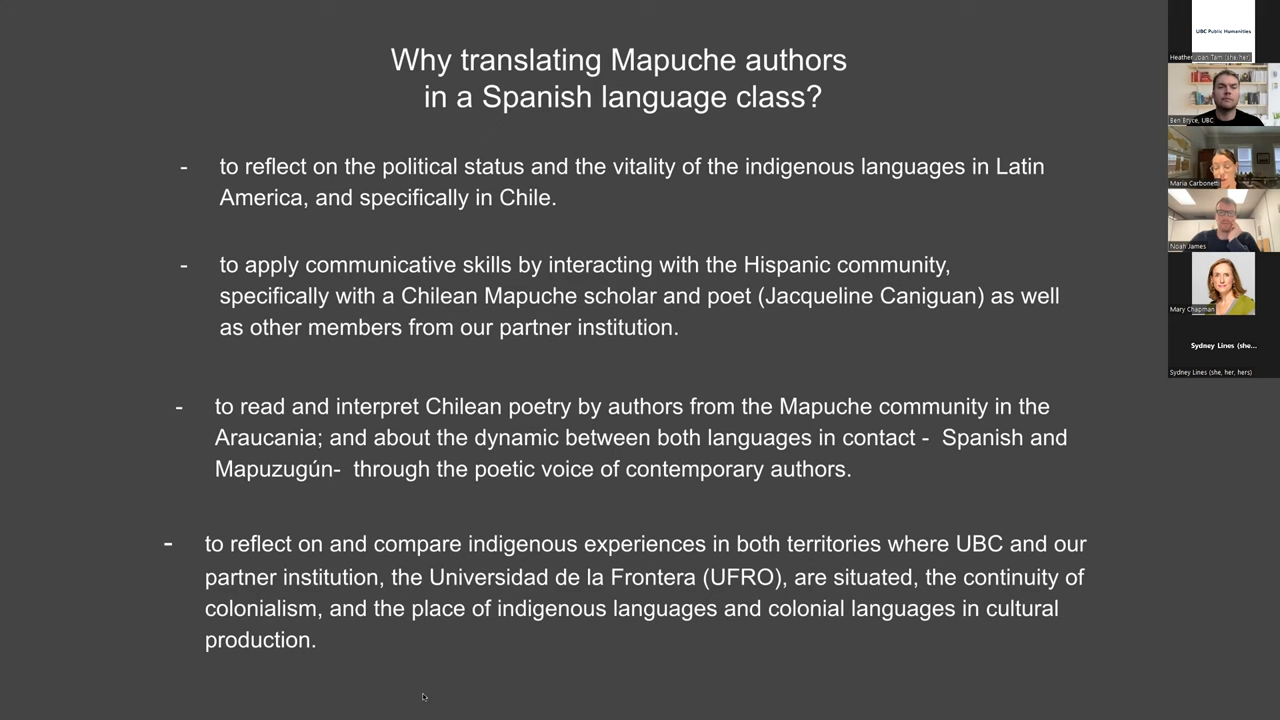 Why translating Mapuche authors
in a Spanish language class?
- to reflect on the political status and the vitality of the indigenous languages in Latin
America, and specifically in Chile.
- to apply communicative skills by interacting with the Hispanic community,
specifically with a Chilean Mapuche scholar and poet (Jacqueline Caniguan) as well
as other members from our partner institution.
- to read and interpret Chilean poetry by authors from the Mapuche community in the
Araucania; and about the dynamic between both languages in contact - Spanish and
Mapuzugún- through the poetic voice of contemporary authors.
- to reflect on and compare indigenous experiences in both territories where UBC and our
partner institution, the Universidad de la Frontera (UFRO), are situated, the continuity of
colonialism, and the place of indigenous languages and colonial languages in cultural
production.
UBC Public Humanities
Heather Joan Tam (she/her)
Ben Bryce, UBC
Maria Carbonetti
Noah James
Mary Chapman
Sydney Lines (she...
Sydney Lines (she, her, hers)